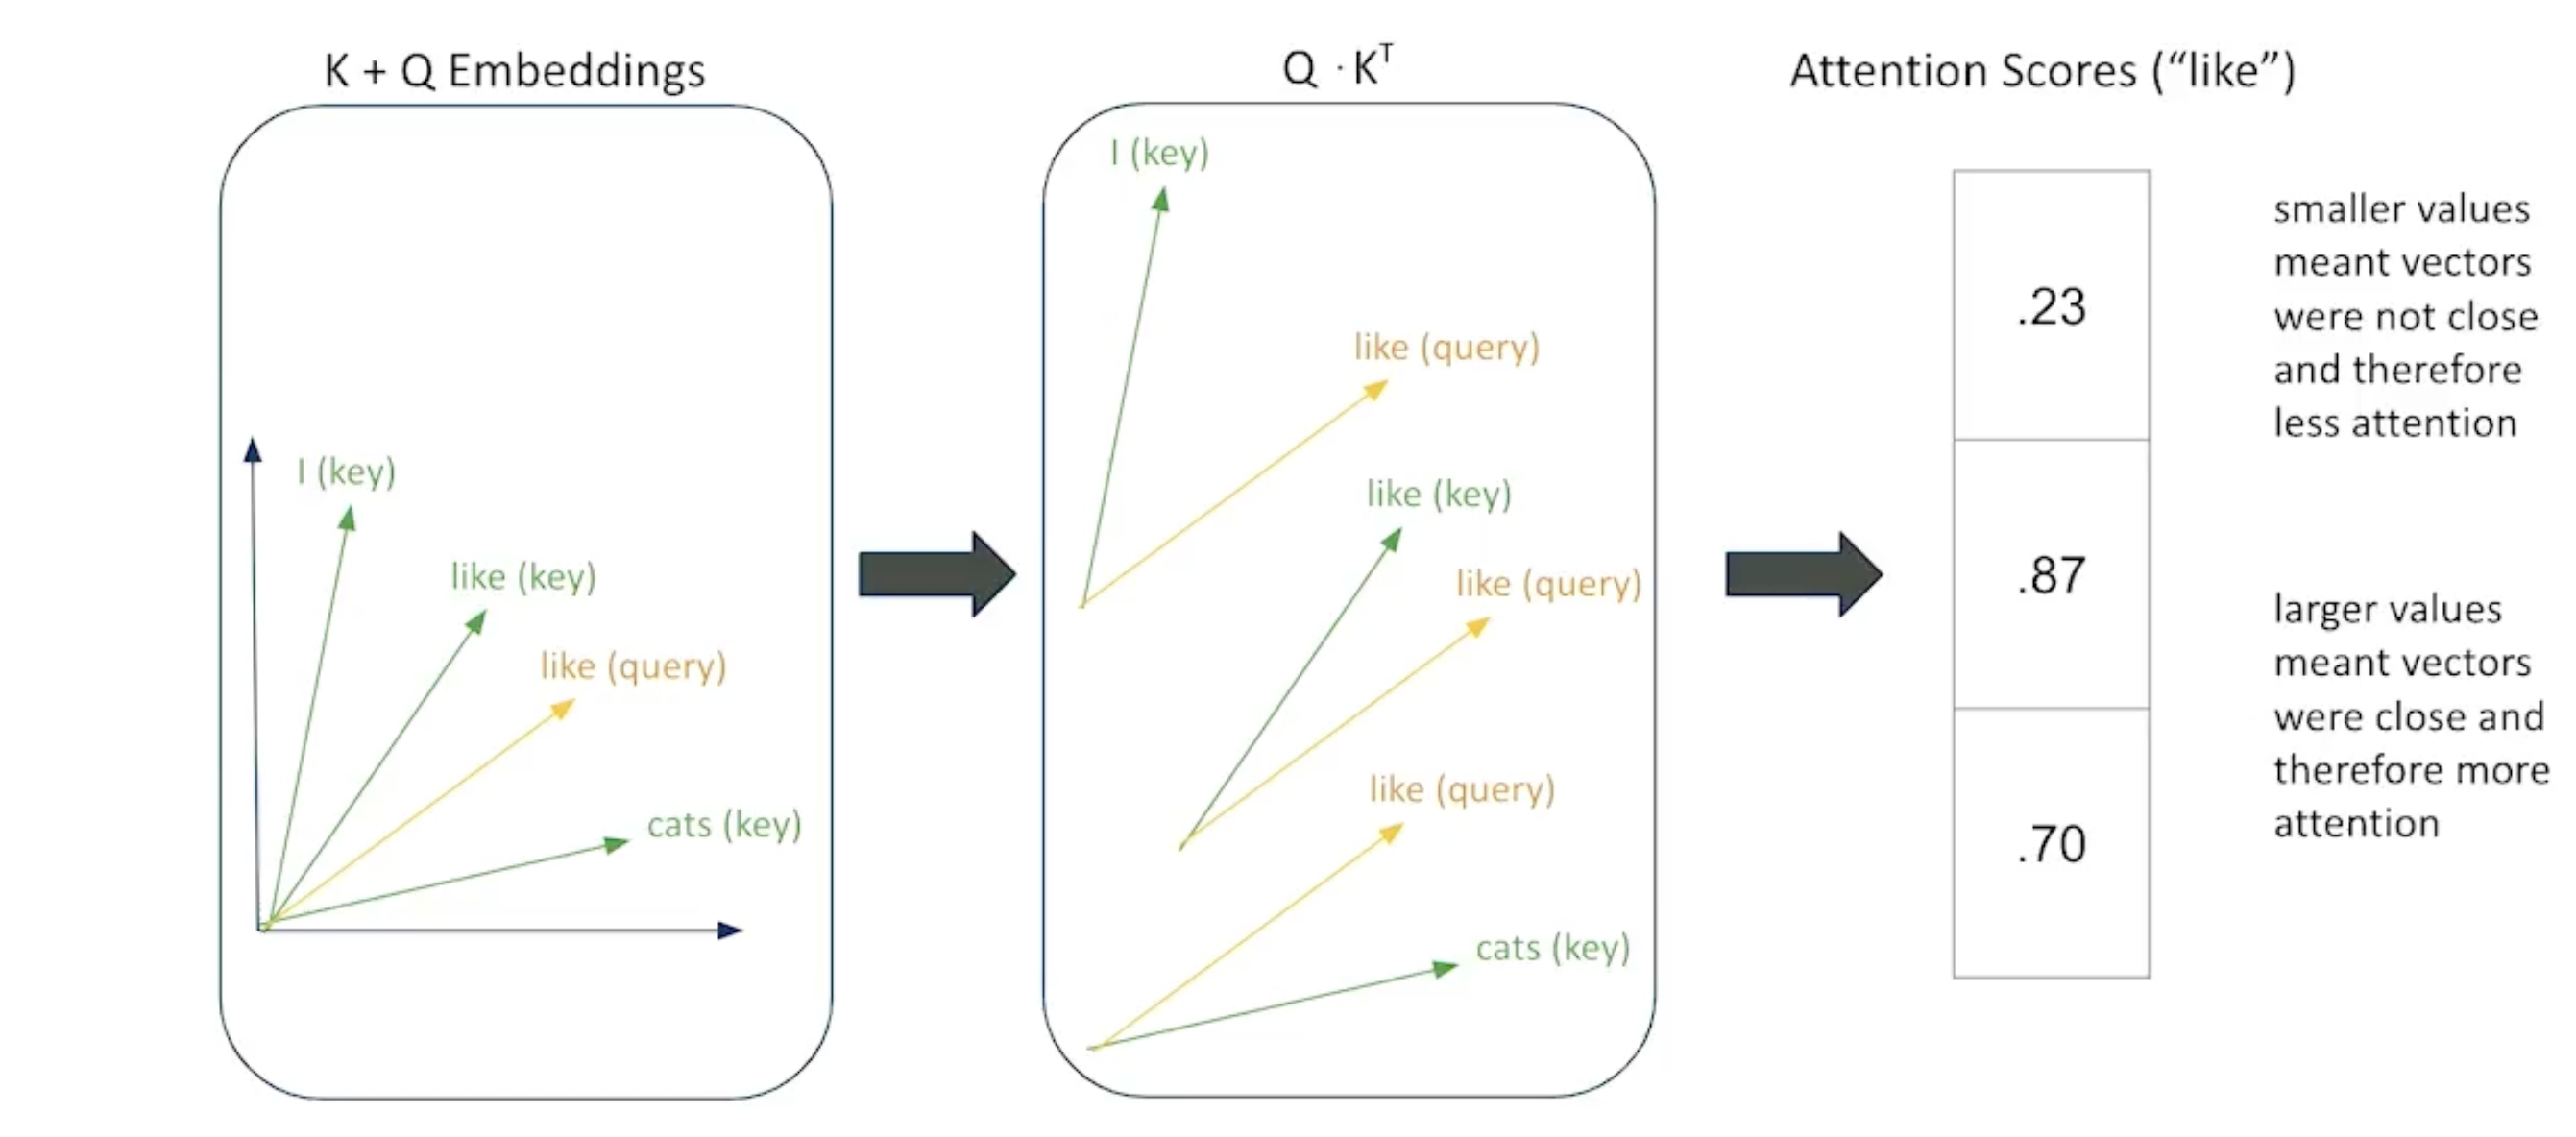 K + Q Embeddings
I (key)
like (key)
like (query)
cats (key)
Q · Kᵀ
I (key)
like (query)
like (key)
like (query)
like (query)
cats (key)
Attention Scores (“like”)
.23
.87
.70
smaller values
meant vectors
were not close
and therefore
less attention
larger values
meant vectors
were close and
therefore more
attention